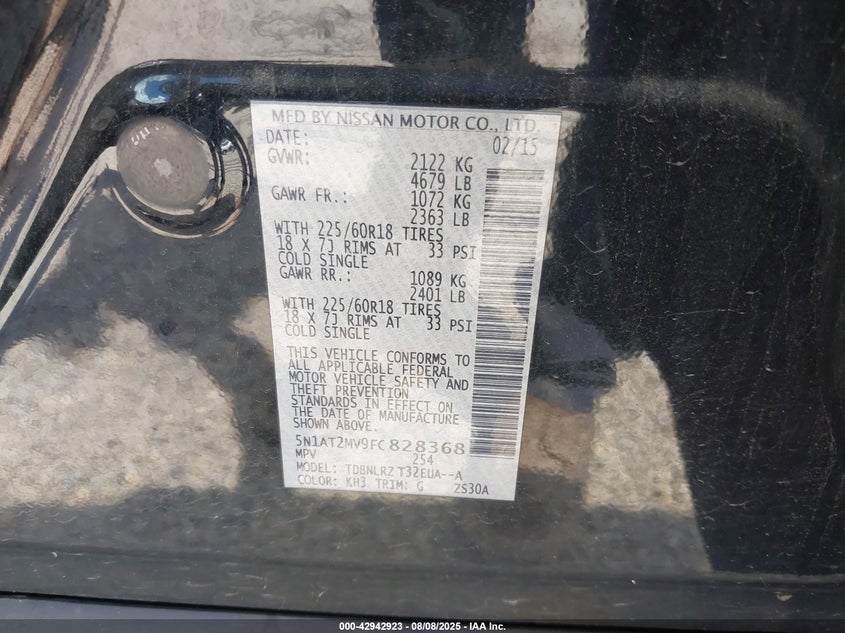 MFD BY NISSAN MOTOR CO., LTD.
DATE: 02/15
GVWR: 2122 KG
4679 LB
GAWR FR.: 1072 KG
2363 LB
WITH 225/60R18 TIRES
18 X 7J RIMS AT 33 PSI
COLD SINGLE
GAWR RR.: 1089 KG
2401 LB
WITH 225/60R18 TIRES
18 X 7J RIMS AT 33 PSI
COLD SINGLE
THIS VEHICLE CONFORMS TO
ALL APPLICABLE FEDERAL
MOTOR VEHICLE SAFETY AND
THEFT PREVENTION
STANDARDS IN EFFECT ON
THE DATE OF MANUFACTURE
SHOWN ABOVE.
5N1AT2MV9FC828368
MPV 254
MODEL: TDBNLRZ T32EUA--A
COLOR: KH3 TRIM: G ZS30A
000-42942923 - 08/08/2025 - IAA Inc.